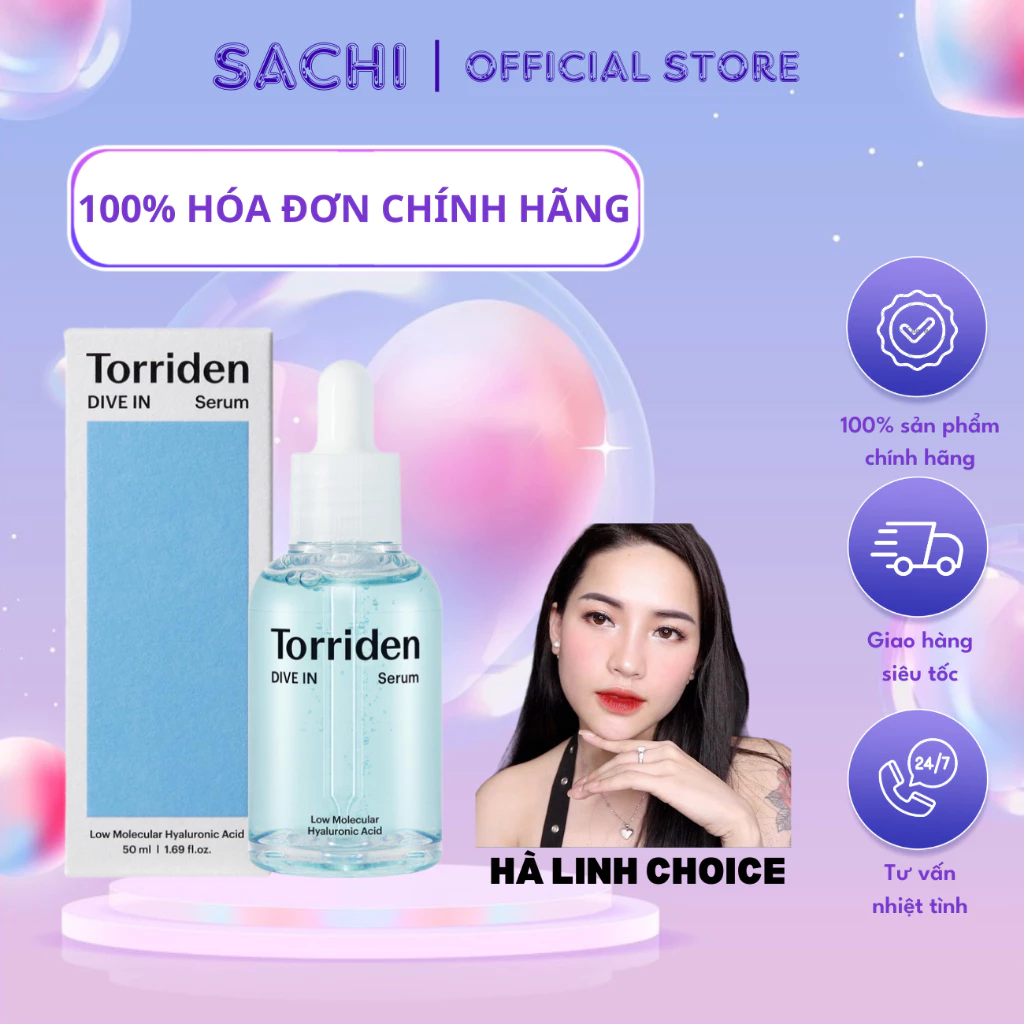 SACHI | OFFICIAL STORE
100% HÓA ĐƠN CHÍNH HÃNG
Torriden
DIVE IN Serum
Low Molecular Hyaluronic Acid
50 ml | 1.69 fl.oz.
Torriden
DIVE IN Serum
Low Molecular
Hyaluronic Acid
HÀ LINH CHOICE
100% sản phẩm
chính hãng
Giao hàng
siêu tốc
24/7
Tư vấn
nhiệt tình